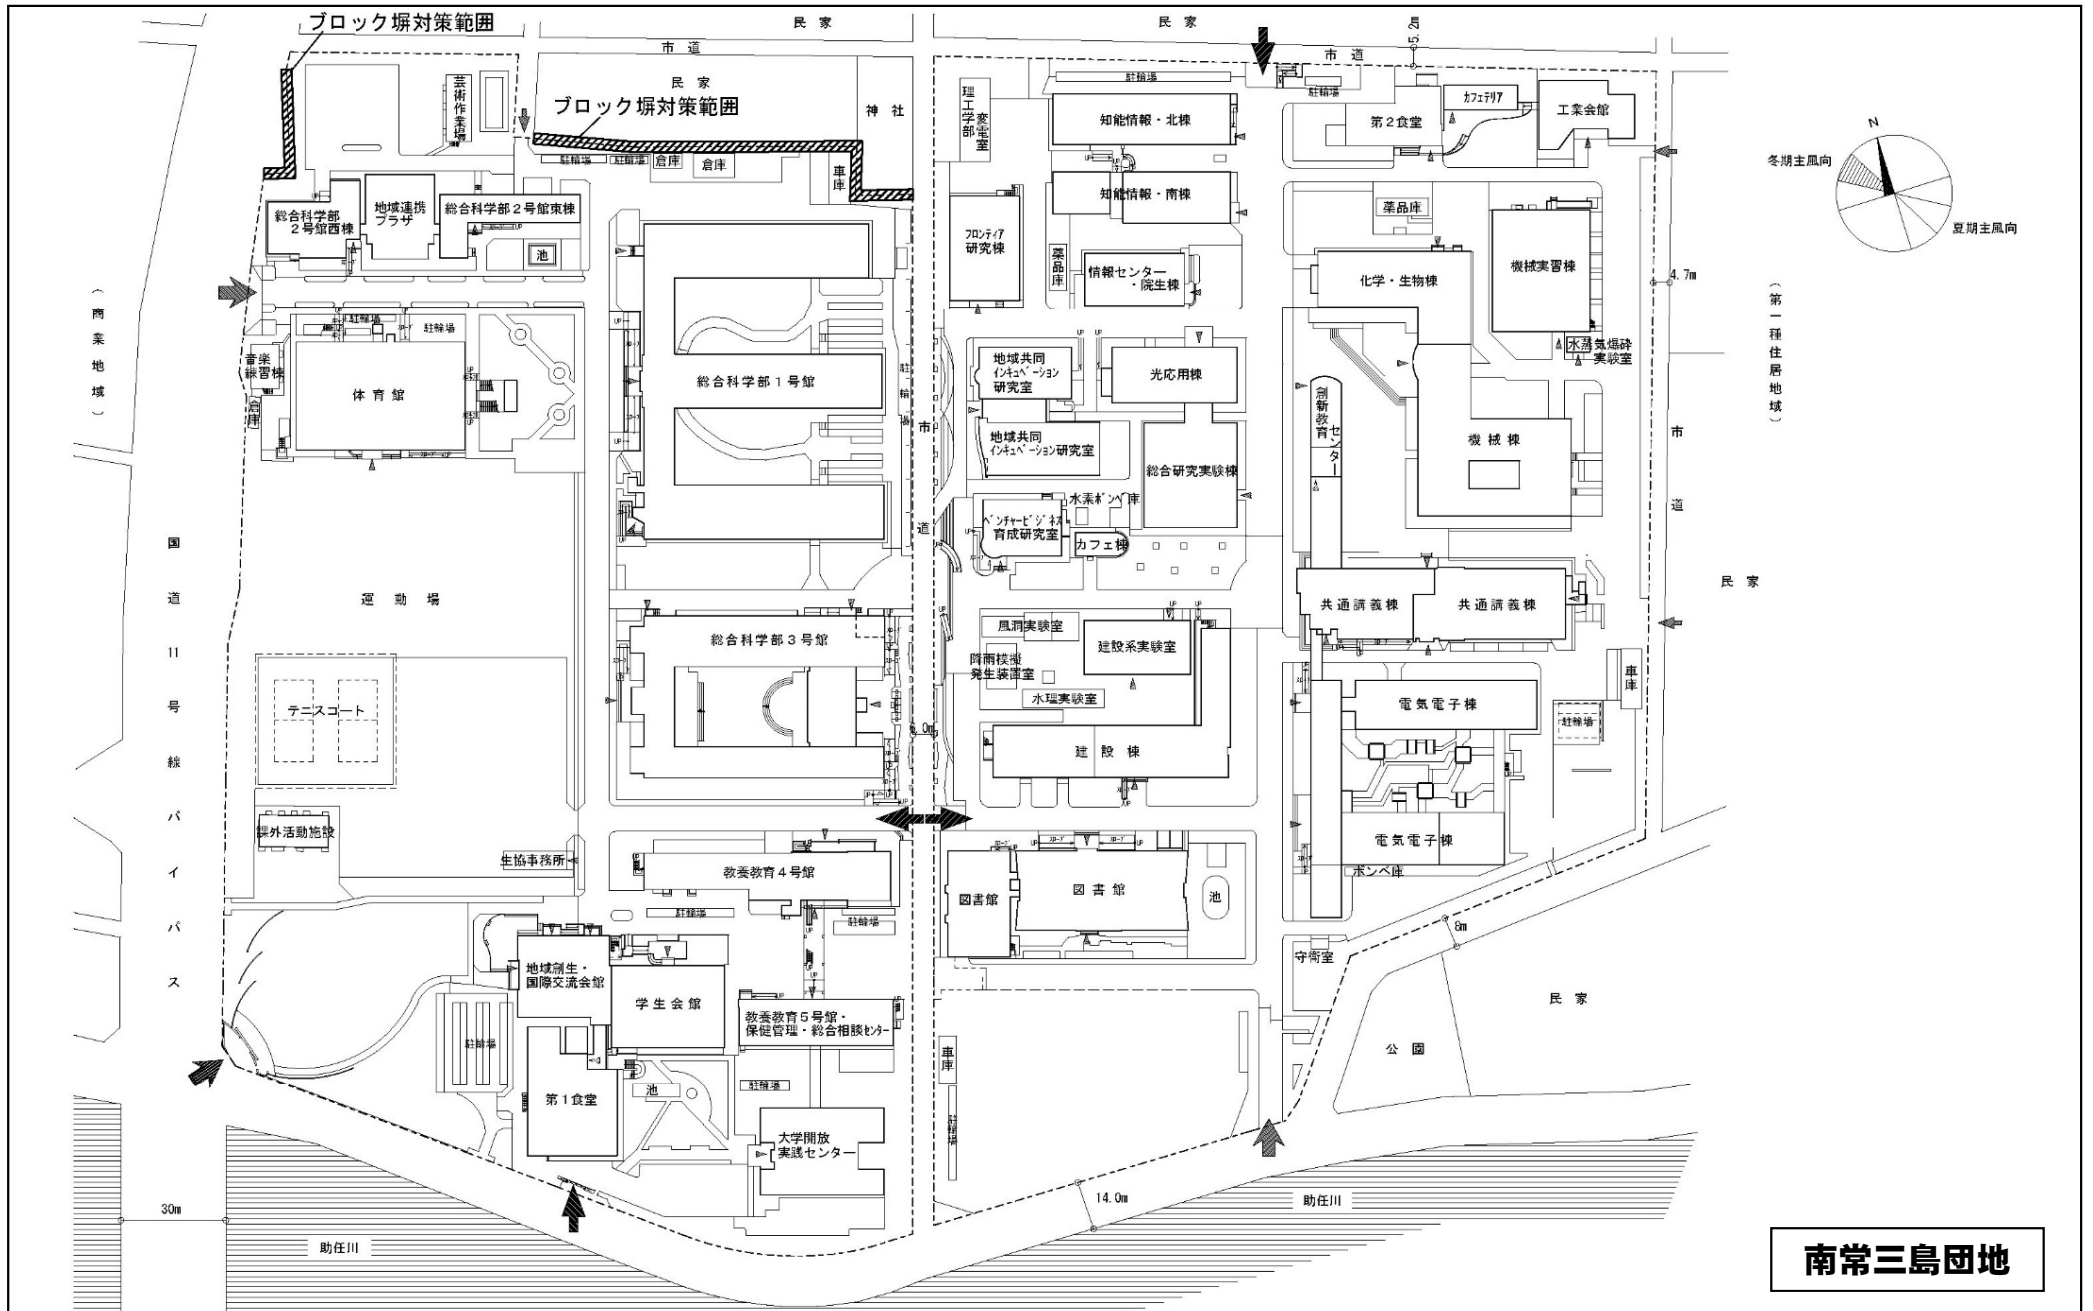 ブロック塀対策範囲
民 家
民 家
市 道
市 道
5.2m
民 家
ブロック塀対策範囲
神 社
芸術作業場
駐輪場
駐輪場
倉庫
倉庫
車庫
理工学部
変電室
駐輪場
駐輪場
知能情報・北棟
知能情報・南棟
第2食堂
カフェテリア
工業会館
N
冬期主風向
夏期主風向
総合科学部
2号館西棟
地域連携
プラザ
総合科学部2号館東棟
池
フロンティア
研究棟
薬品庫
情報センター
・院生棟
薬品庫
化学・生物棟
機械実習棟
水蒸気爆砕
実験室
4.7m
(商業地域)
(第一種住居地域)
駐輪場
駐輪場
音楽
練習棟
倉庫
体 育 館
総合科学部1号館
駐輪場
市
道
地域共同
インキュベーション
研究室
光応用棟
地域共同
インキュベーション研究室
総合研究実験棟
創新教育
センター
機 械 棟
市
道
水素ボンベ庫
ベンチャービジネス
育成研究室
カフェ棟
国道11号線バイパス
運 動 場
テニスコート
総合科学部3号館
風洞実験室
建設系実験室
降雨模擬
発生装置室
水理実験室
建 設 棟
共通講義棟
共通講義棟
民 家
車庫
駐輪場
電気電子棟
電気電子棟
ボンベ庫
課外活動施設
生協事務所
教養教育4号館
駐輪場
駐輪場
図書館
図 書 館
池
守衛室
8m
民 家
公 園
地域創生・
国際交流会館
学生会館
教養教育5号館・
保健管理・総合相談センター
駐輪場
第1食堂
池
駐輪場
大学開放
実践センター
車庫
駐輪場
14.0m
30m
助任川
助任川
南常三島団地